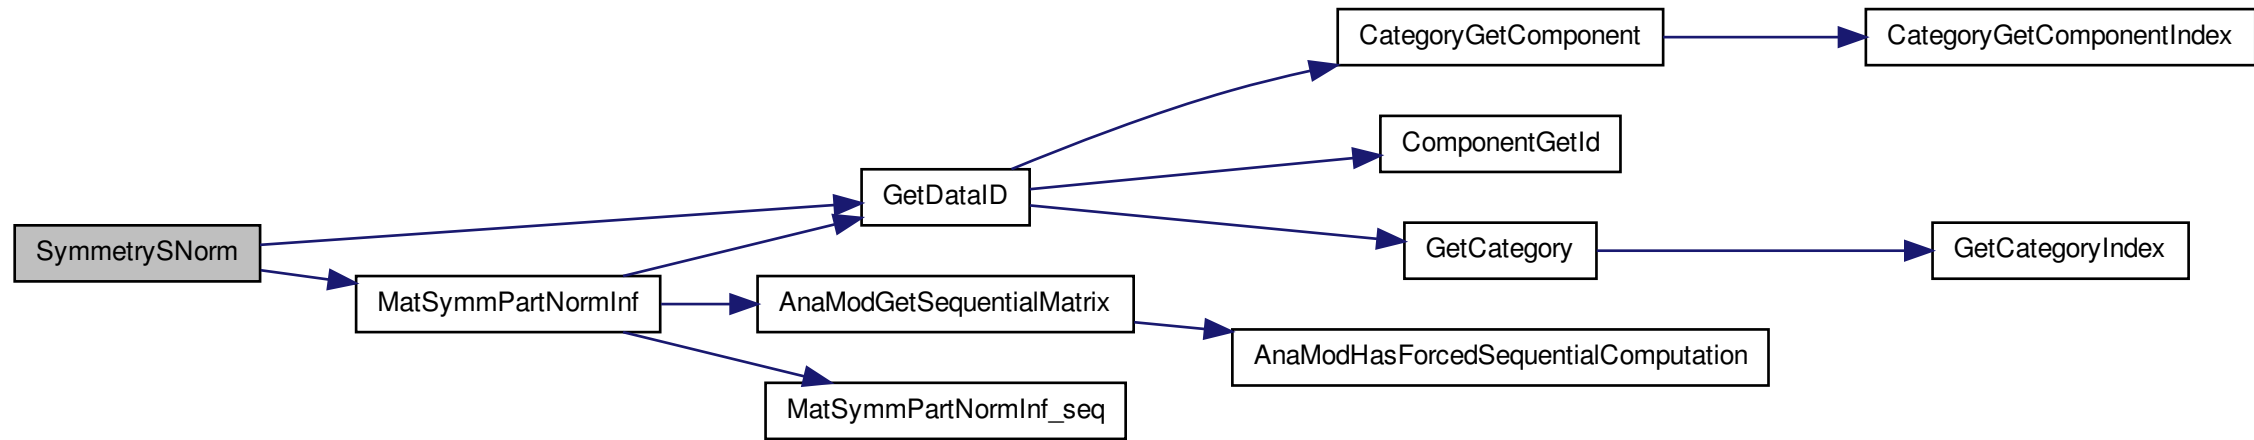 SymmetrySNorm
MatSymmPartNormInf
GetDataID
AnaModGetSequentialMatrix
MatSymmPartNormInf_seq
CategoryGetComponent
ComponentGetId
GetCategory
AnaModHasForcedSequentialComputation
CategoryGetComponentIndex
GetCategoryIndex